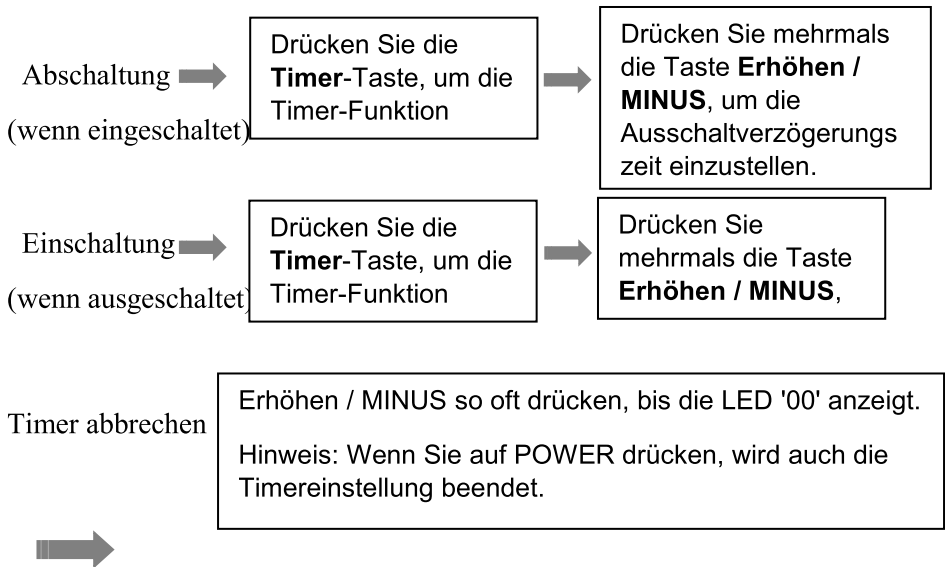 Abschaltung
(wenn eingeschaltet)
Drücken Sie die
Timer-Taste, um die
Timer-Funktion
Drücken Sie mehrmals
die Taste Erhöhen /
MINUS, um die
Ausschaltverzögerungs
zeit einzustellen.
Einschaltung
(wenn ausgeschaltet)
Drücken Sie die
Timer-Taste, um die
Timer-Funktion
Drücken Sie
mehrmals die Taste
Erhöhen / MINUS,
Timer abbrechen
Erhöhen / MINUS so oft drücken, bis die LED '00' anzeigt.
Hinweis: Wenn Sie auf POWER drücken, wird auch die
Timereinstellung beendet.